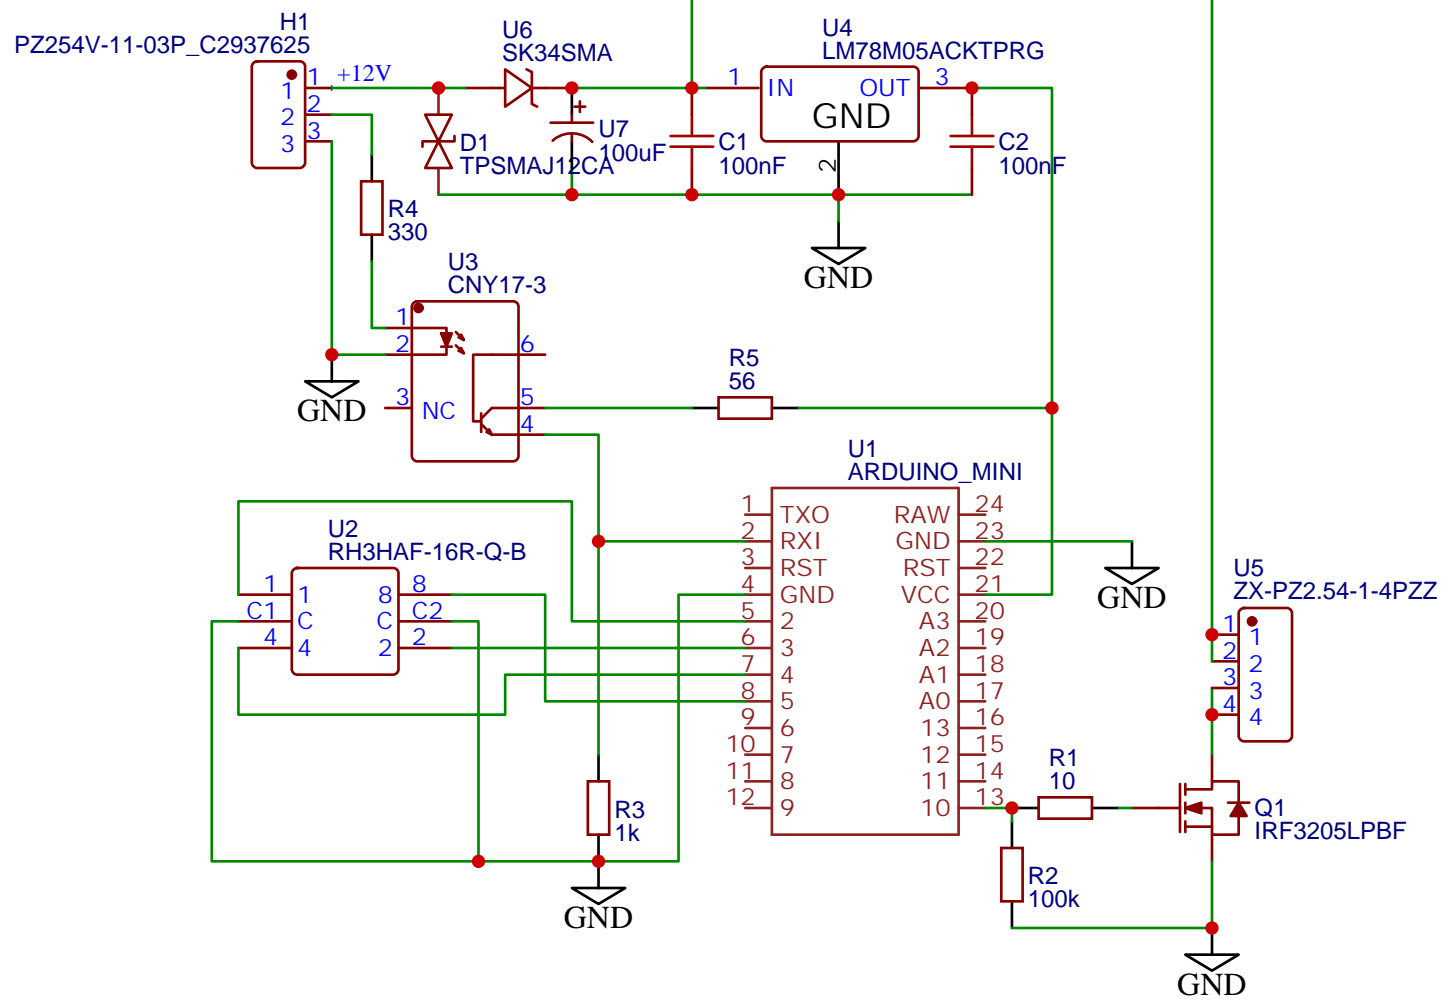 H1
PZ254V-11-03P_C2937625
1
2
3
1
2
3
+12V
U6
SK34SMA
D1
TPSMAJ12CA
+
U7
100uF
C1
100nF
U4
LM78M05ACKTPRG
1
IN
OUT
3
GND
2
C2
100nF
GND
R4
330
U3
CNY17-3
1
2
3
NC
6
5
4
GND
R5
56
U1
ARDUINO_MINI
1 TXO
2 RXI
3 RST
4 GND
5 2
6 3
7 4
8 5
9 6
10 7
11 8
12 9
RAW 24
GND 23
RST 22
VCC 21
A3 20
A2 19
A1 18
A0 17
13 16
12 15
11 14
10 13
GND
U2
RH3HAF-16R-Q-B
1 1 8 8
C1 C C C2
4 4 2 2
R3
1k
GND
U5
ZX-PZ2.54-1-4PZZ
1 1
2 2
3 3
4 4
R1
10
Q1
IRF3205LPBF
R2
100k
GND